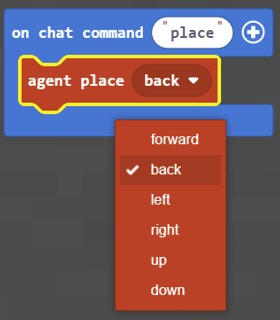 on chat command "place"
agent place back
forward
back
left
right
up
down